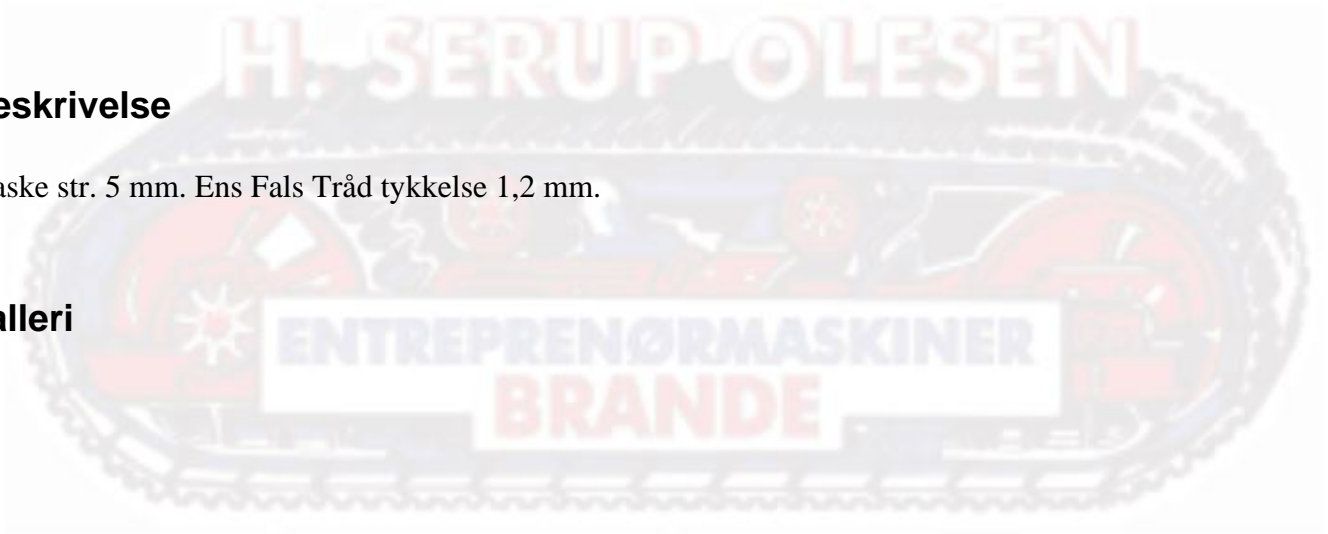 H. SERUP OLESEN
eskrivelse
aske str. 5 mm. Ens Fals Tråd tykkelse 1,2 mm.
alleri
ENTREPRENØRMASKINER
BRANDE